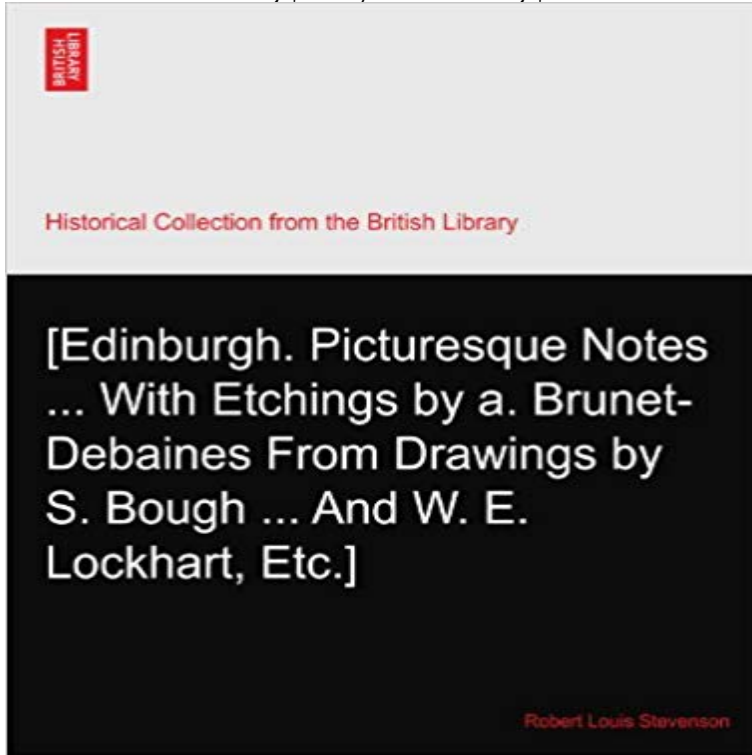 BRITISH
LIBRARY
Historical Collection from the British Library
[Edinburgh. Picturesque Notes
... With Etchings by a. Brunet-
Debaines From Drawings by
S. Bough ... And W. E.
Lockhart, Etc.]
Robert Louis Stevenson